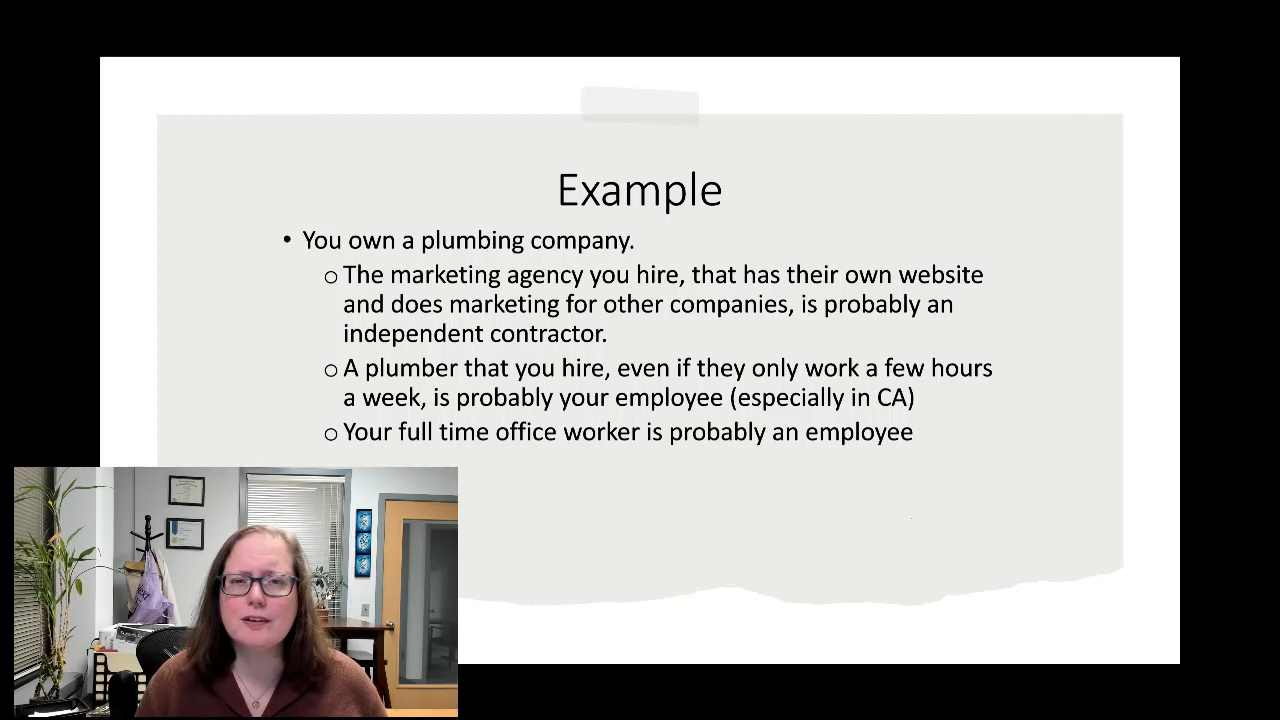 Example
• You own a plumbing company.
o The marketing agency you hire, that has their own website
and does marketing for other companies, is probably an
independent contractor.
o A plumber that you hire, even if they only work a few hours
a week, is probably your employee (especially in CA)
o Your full time office worker is probably an employee